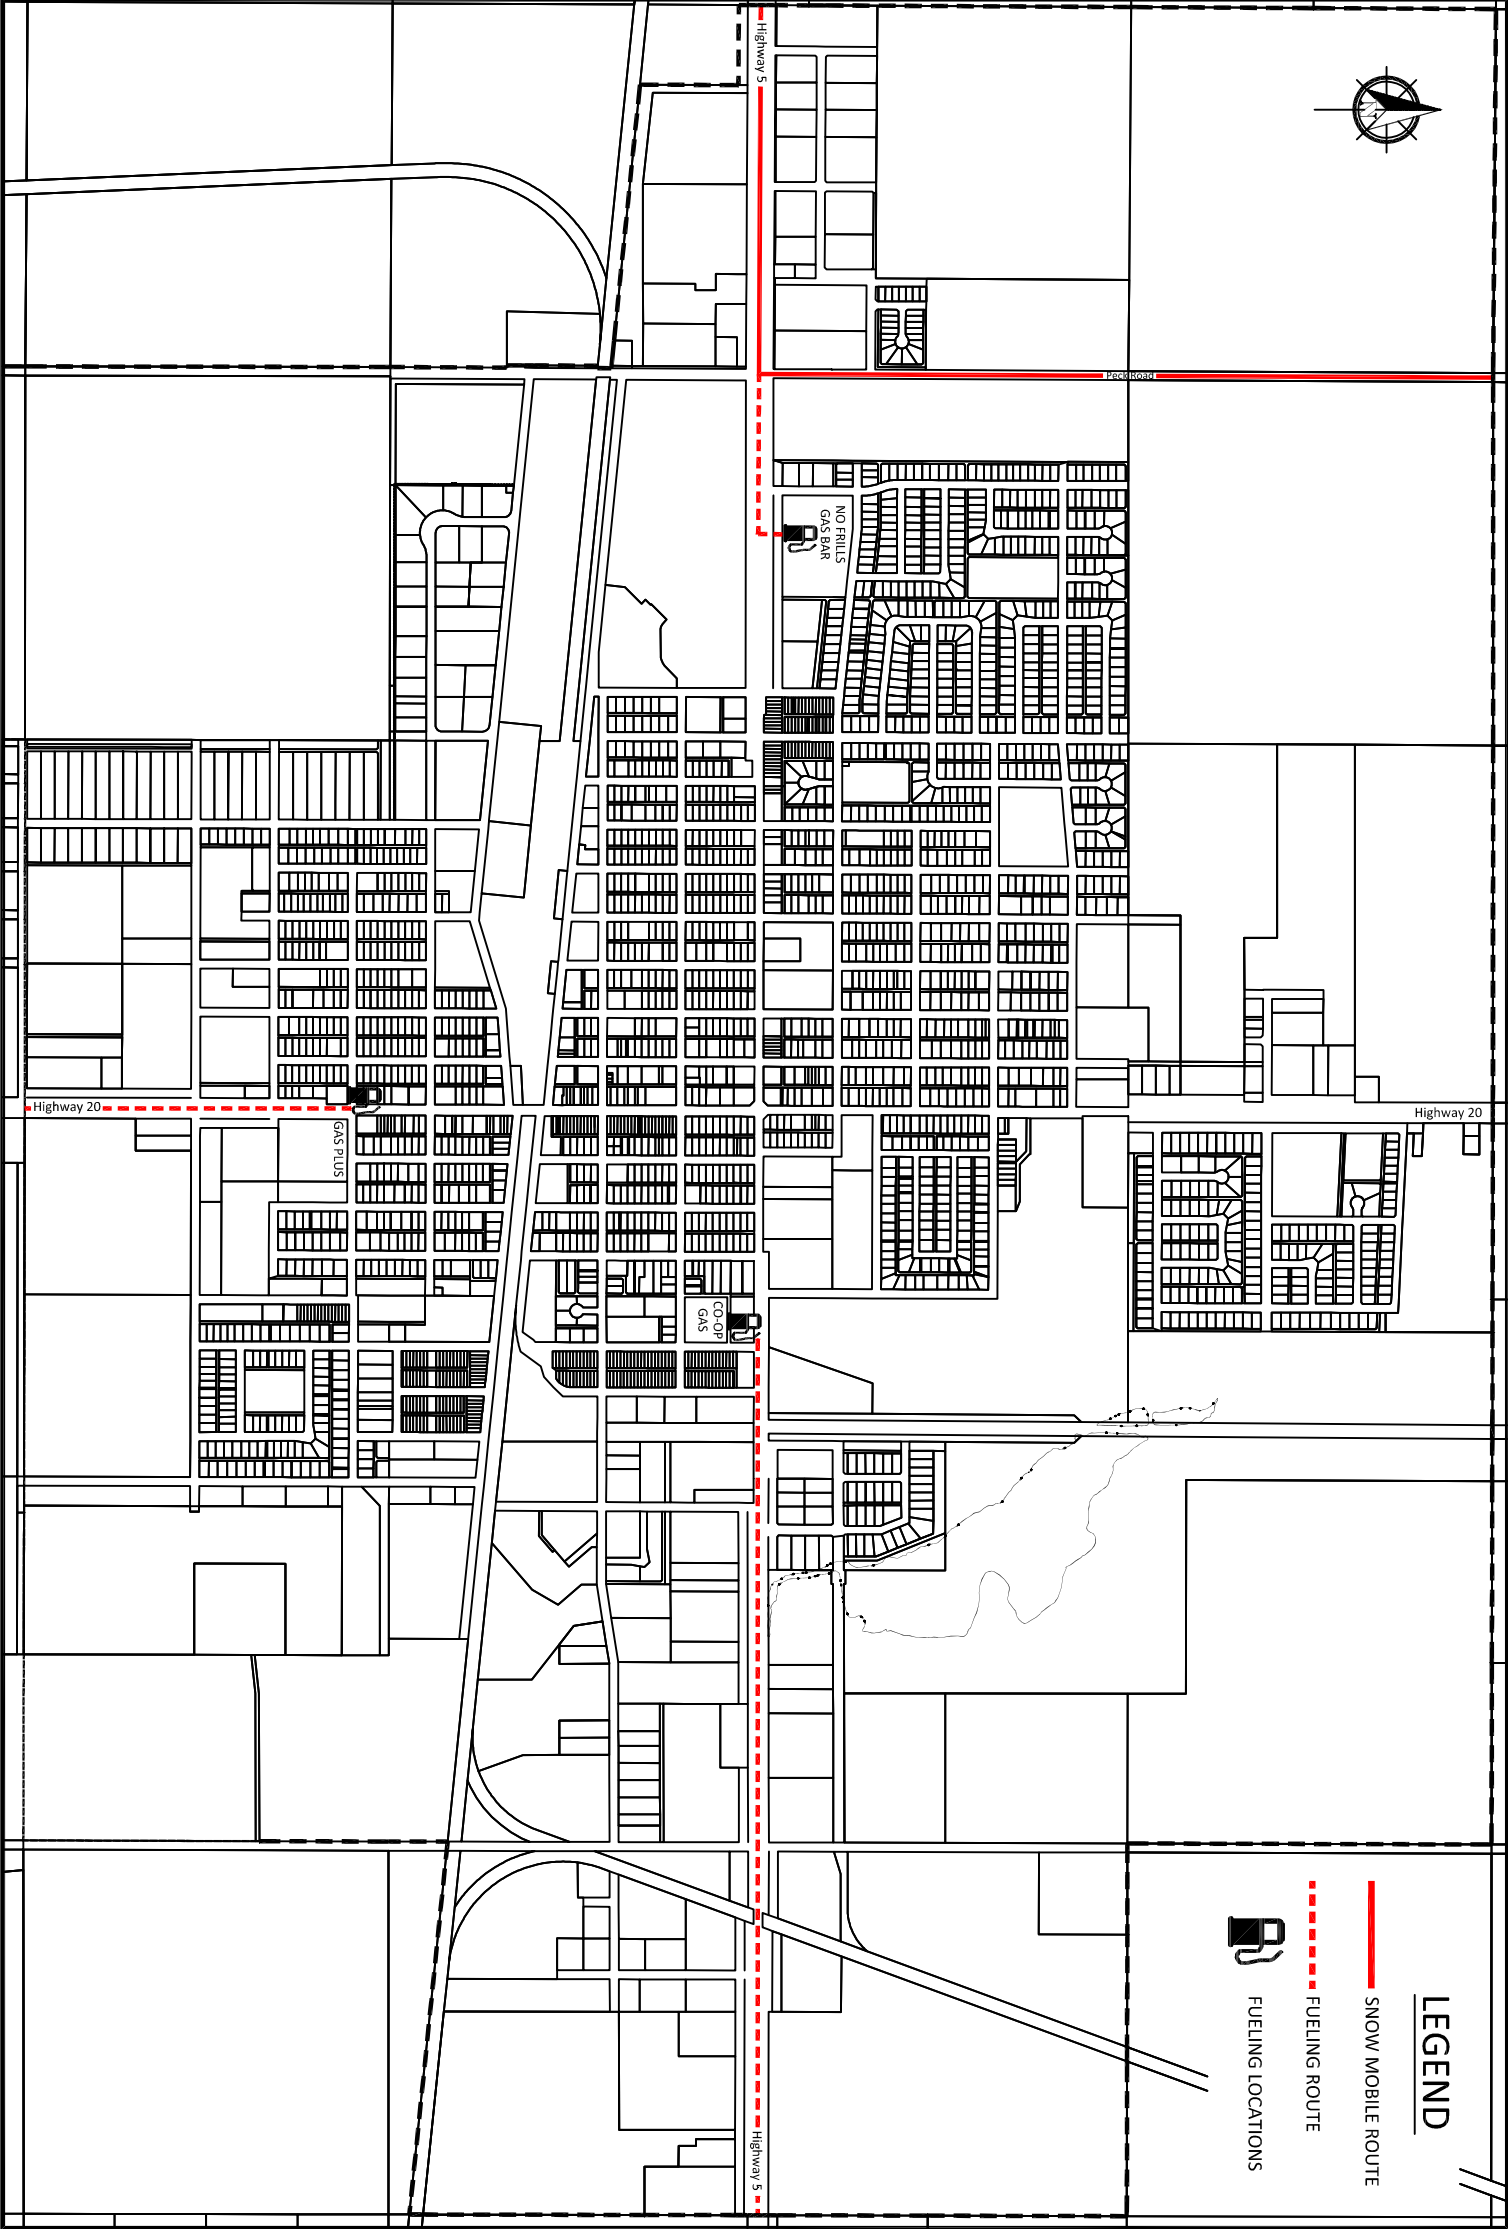 Highway 5
Peck Road
NO FRILLS
GAS BAR
Highway 20
Highway 20
GAS PLUS
CO-OP
GAS
Highway 5
LEGEND
SNOW MOBILE ROUTE
FUELING ROUTE
FUELING LOCATIONS
N